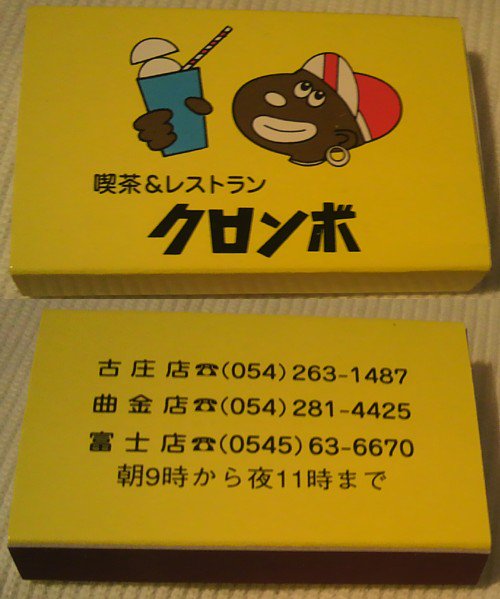 喫茶&レストラン
クロンボ
古庄店☎(054)263-1487
曲金店☎(054)281-4425
富士店☎(0545)63-6670
朝9時から夜11時まで